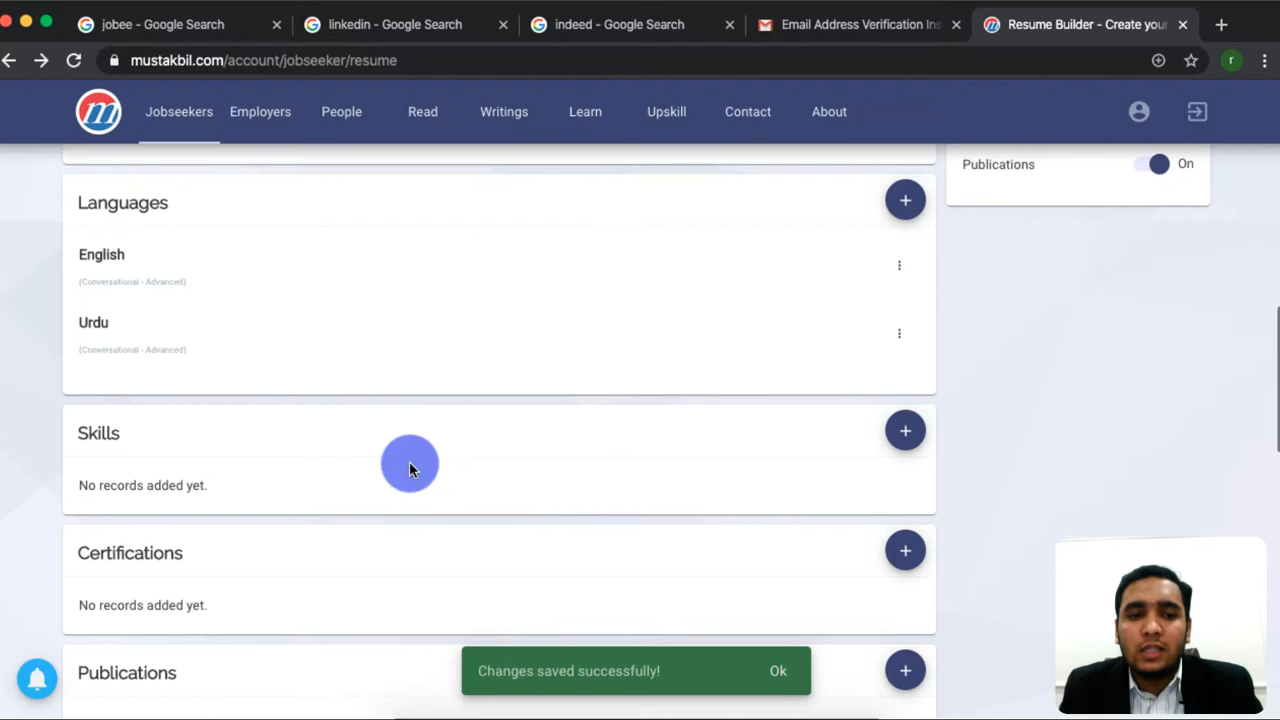 jobee - Google Search
linkedin - Google Search
indeed - Google Search
Email Address Verification Ins
Resume Builder - Create your
mustakbil.com/account/jobseeker/resume
r
m
Jobseekers
Employers
People
Read
Writings
Learn
Upskill
Contact
About
Publications
On
Languages
English
(Conversational - Advanced)
Urdu
(Conversational - Advanced)
Skills
No records added yet.
Certifications
No records added yet.
Publications
Changes saved successfully!
Ok